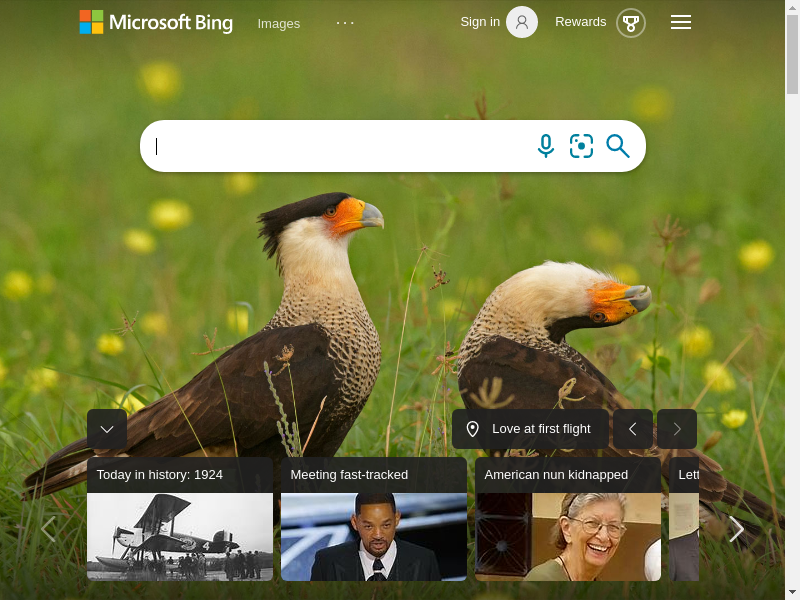 Microsoft Bing
Images
Sign in
Rewards
Love at first flight
Today in history: 1924
Meeting fast-tracked
American nun kidnapped
Lett